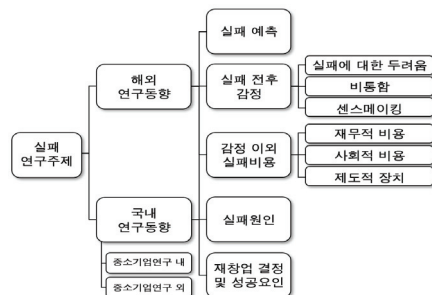 실패
연구주제
해외
연구동향
국내
연구동향
중소기업연구 내
중소기업연구 외
실패 예측
실패 전후
감정
감정 이외
실패비용
실패원인
재창업 결정
및 성공요인
실패에 대한 두려움
비통함
센스메이킹
재무적 비용
사회적 비용
제도적 장치